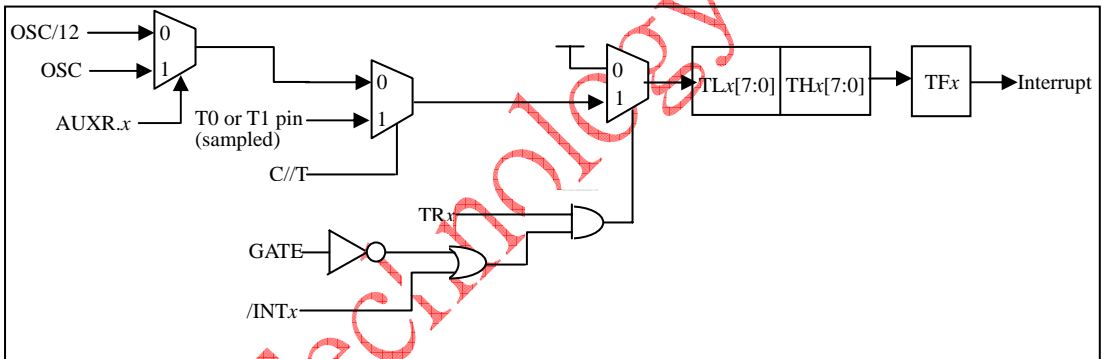 OSC/12
0
OSC
1
AUXR.x
0
T0 or T1 pin
(sampled)
1
C//T
0
1
TLx[7:0]
THx[7:0]
TFx
Interrupt
TRx
GATE
/INTx
Technology